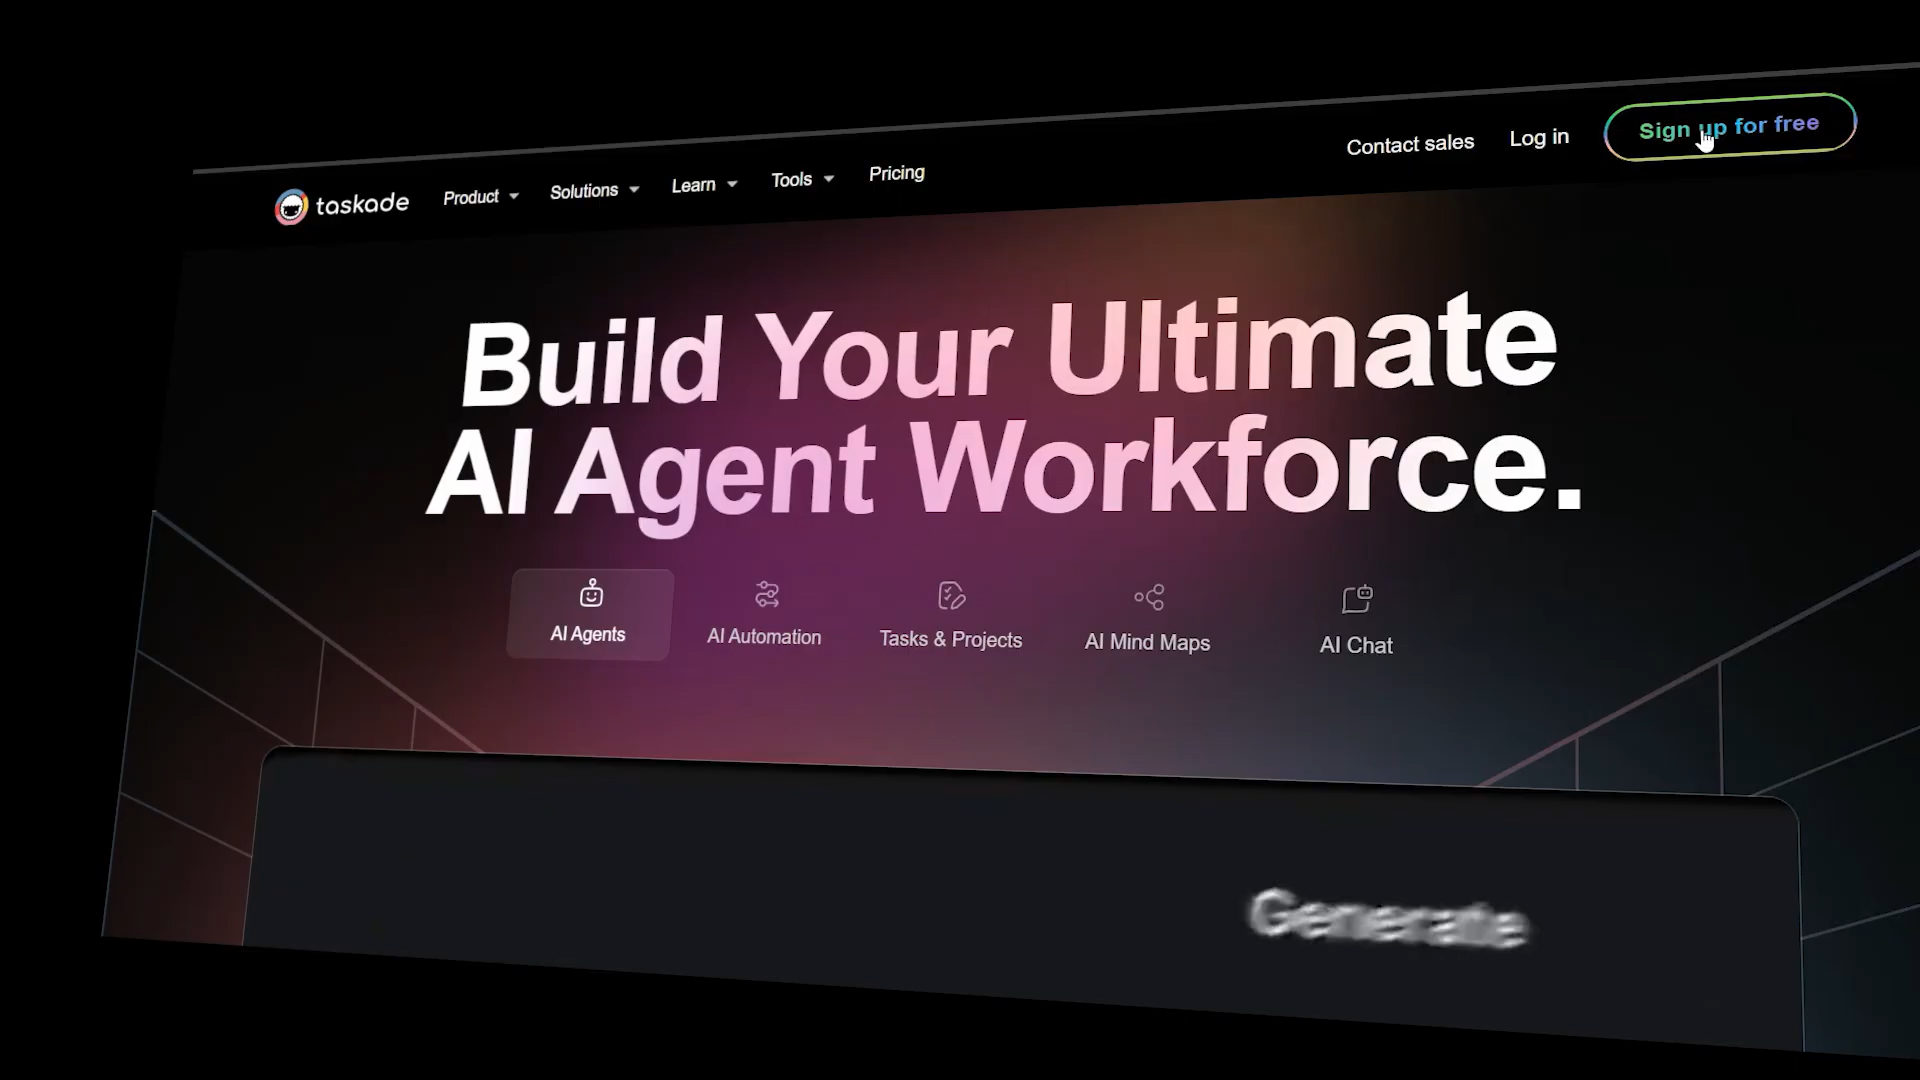 taskade
Product
Solutions
Learn
Tools
Pricing
Contact sales
Log in
Sign up for free
Build Your Ultimate
AI Agent Workforce.
AI Agents
AI Automation
Tasks & Projects
AI Mind Maps
AI Chat
Generate